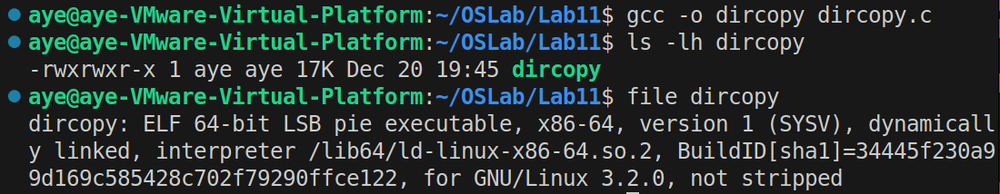 aye@aye-VMware-Virtual-Platform:~/OSLab/Lab11$ gcc -o dircopy dircopy.c
aye@aye-VMware-Virtual-Platform:~/OSLab/Lab11$ ls -lh dircopy
-rwxrwxr-x 1 aye aye 17K Dec 20 19:45 dircopy
aye@aye-VMware-Virtual-Platform:~/OSLab/Lab11$ file dircopy
dircopy: ELF 64-bit LSB pie executable, x86-64, version 1 (SYSV), dynamicall
y linked, interpreter /lib64/ld-linux-x86-64.so.2, BuildID[sha1]=34445f230a9
9d169c585428c702f79290ffce122, for GNU/Linux 3.2.0, not stripped